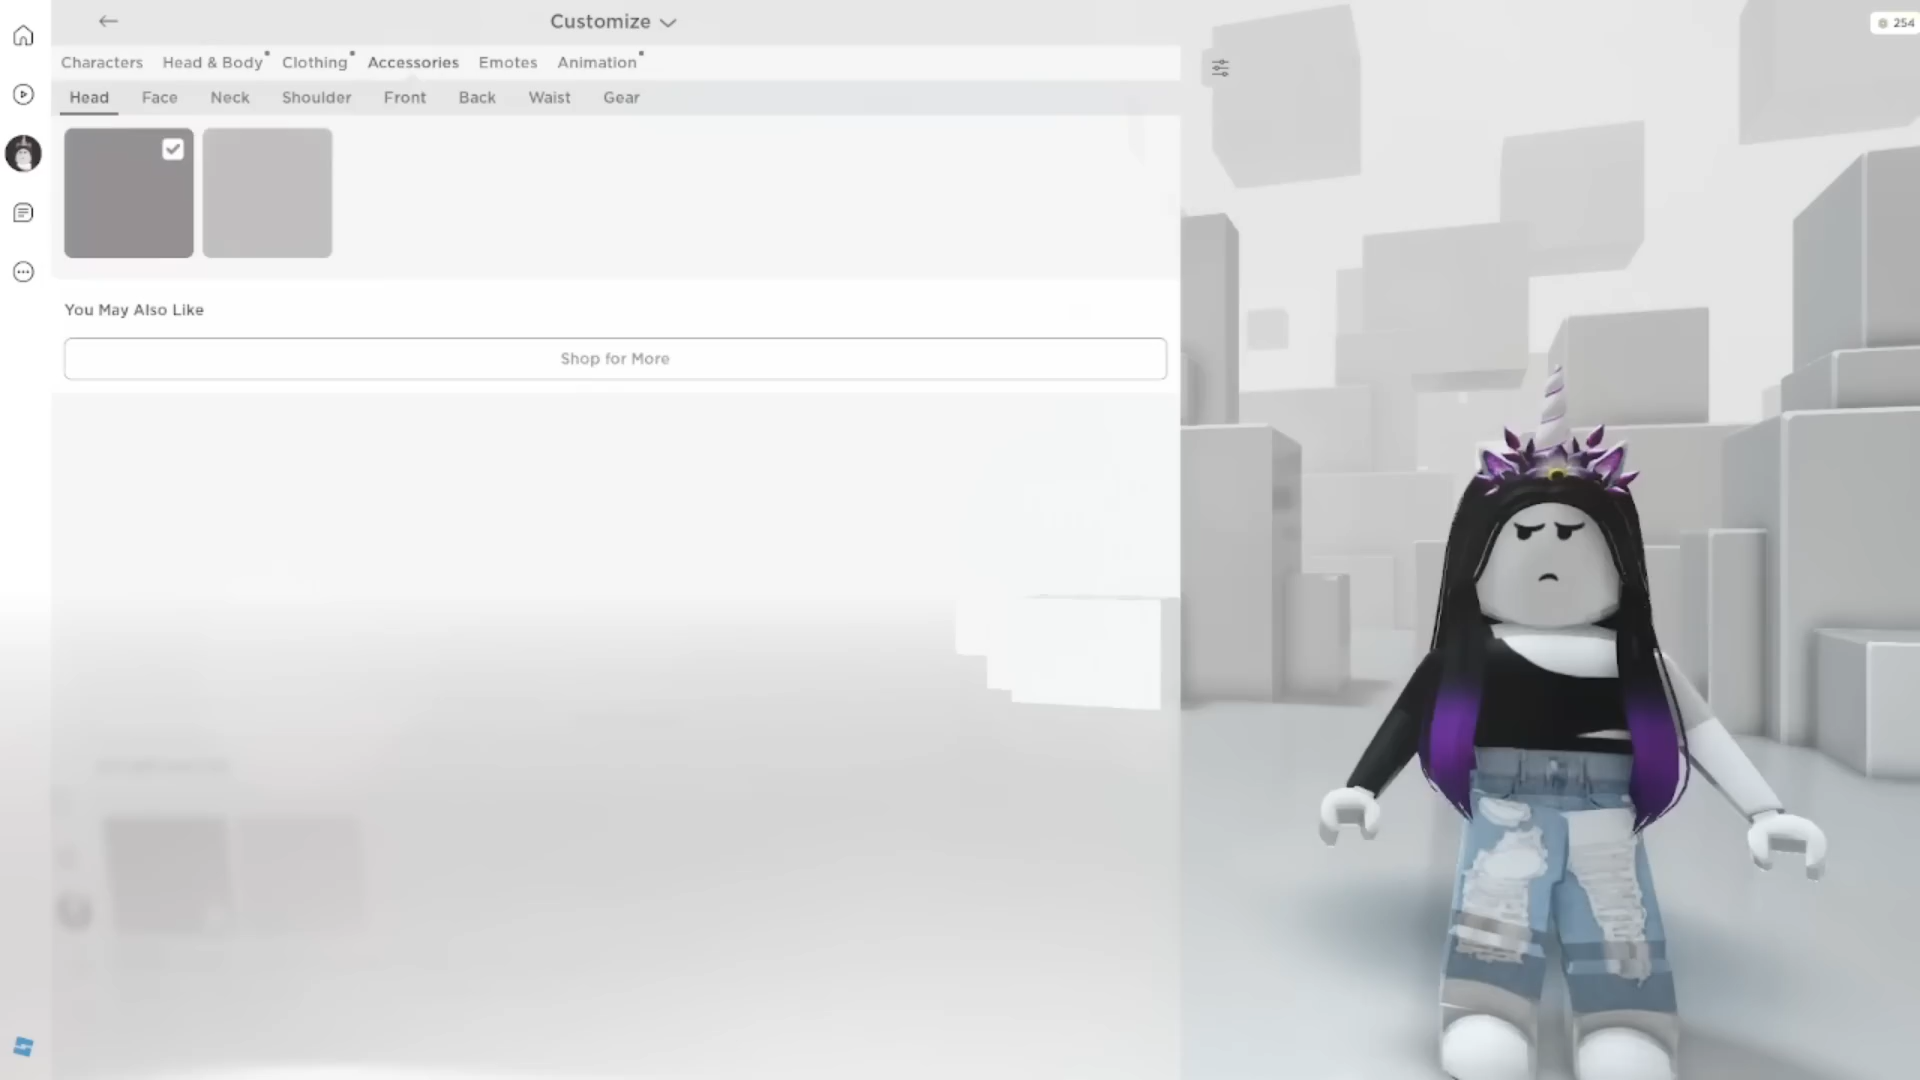 Customize
254
Characters Head & Body Clothing Accessories Emotes Animation
Head Face Neck Shoulder Front Back Waist Gear
You May Also Like
Shop for More